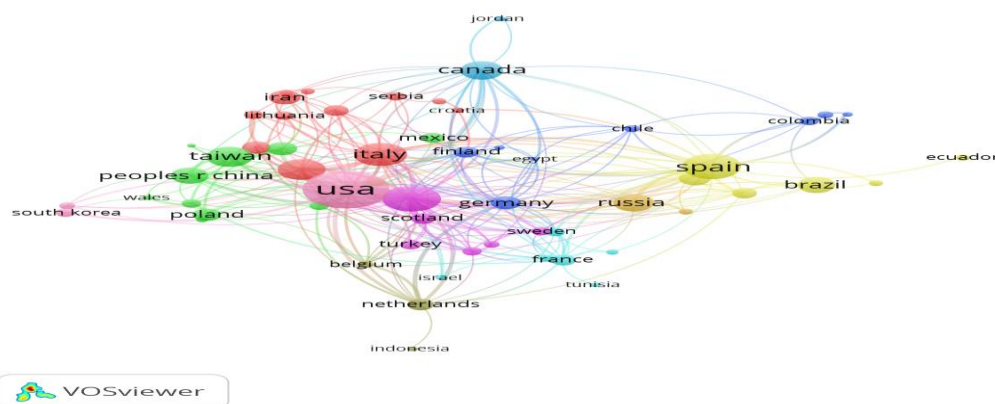 jordan
canada
iran
serbia
croatia
lithuania
colombia
chile
mexico
finland
egypt
italy
taiwan
ecuador
spain
peoples r china
brazil
usa
wales
germany
russia
south korea
poland
scotland
sweden
turkey
france
belgium
israel
tunisia
netherlands
indonesia
VOSviewer